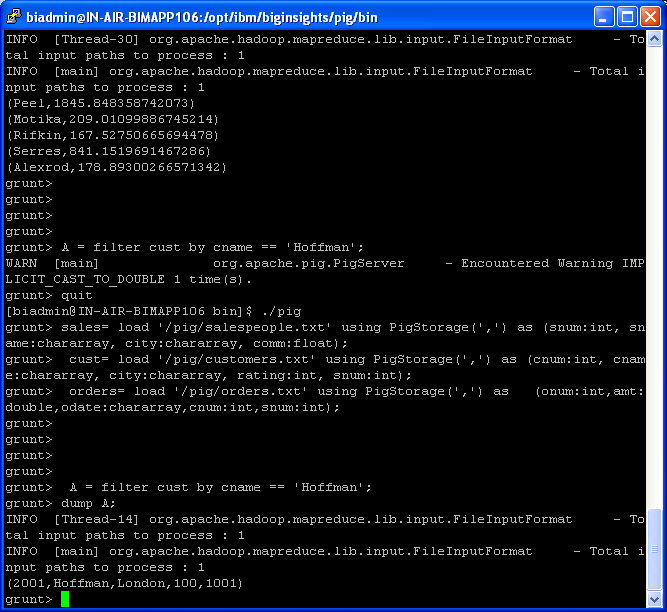 biadmin@IN-AIR-BIMAPP106:/opt/ibm/biginsights/pig/bin
INFO  [Thread-30] org.apache.hadoop.mapreduce.lib.input.FileInputFormat     - To
tal input paths to process : 1
INFO  [main] org.apache.hadoop.mapreduce.lib.input.FileInputFormat     - Total i
nput paths to process : 1
(Peel,1845.848358742073)
(Motika,209.01099886745214)
(Rifkin,167.52750665694478)
(Serres,841.1519691467286)
(Alexrod,178.89300266571342)
grunt>
grunt>
grunt>
grunt>
grunt> A = filter cust by cname == 'Hoffman';
WARN  [main]              org.apache.pig.PigServer     - Encountered Warning IMP
LICIT_CAST_TO_DOUBLE 1 time(s).
grunt> quit
[biadmin@IN-AIR-BIMAPP106 bin]$ ./pig
grunt> sales= load '/pig/salespeople.txt' using PigStorage(',') as (snum:int, sn
ame:chararray, city:chararray, comm:float);
grunt>  cust= load '/pig/customers.txt' using PigStorage(',') as (cnum:int, cnam
e:chararray, city:chararray, rating:int, snum:int);
grunt>  orders= load '/pig/orders.txt' using PigStorage(',') as   (onum:int,amt:
double,odate:chararray,cnum:int,snum:int);
grunt>
grunt>
grunt>
grunt>
grunt>  A = filter cust by cname == 'Hoffman';
grunt> dump A;
INFO  [Thread-14] org.apache.hadoop.mapreduce.lib.input.FileInputFormat     - To
tal input paths to process : 1
INFO  [main] org.apache.hadoop.mapreduce.lib.input.FileInputFormat     - Total i
nput paths to process : 1
(2001,Hoffman,London,100,1001)
grunt>